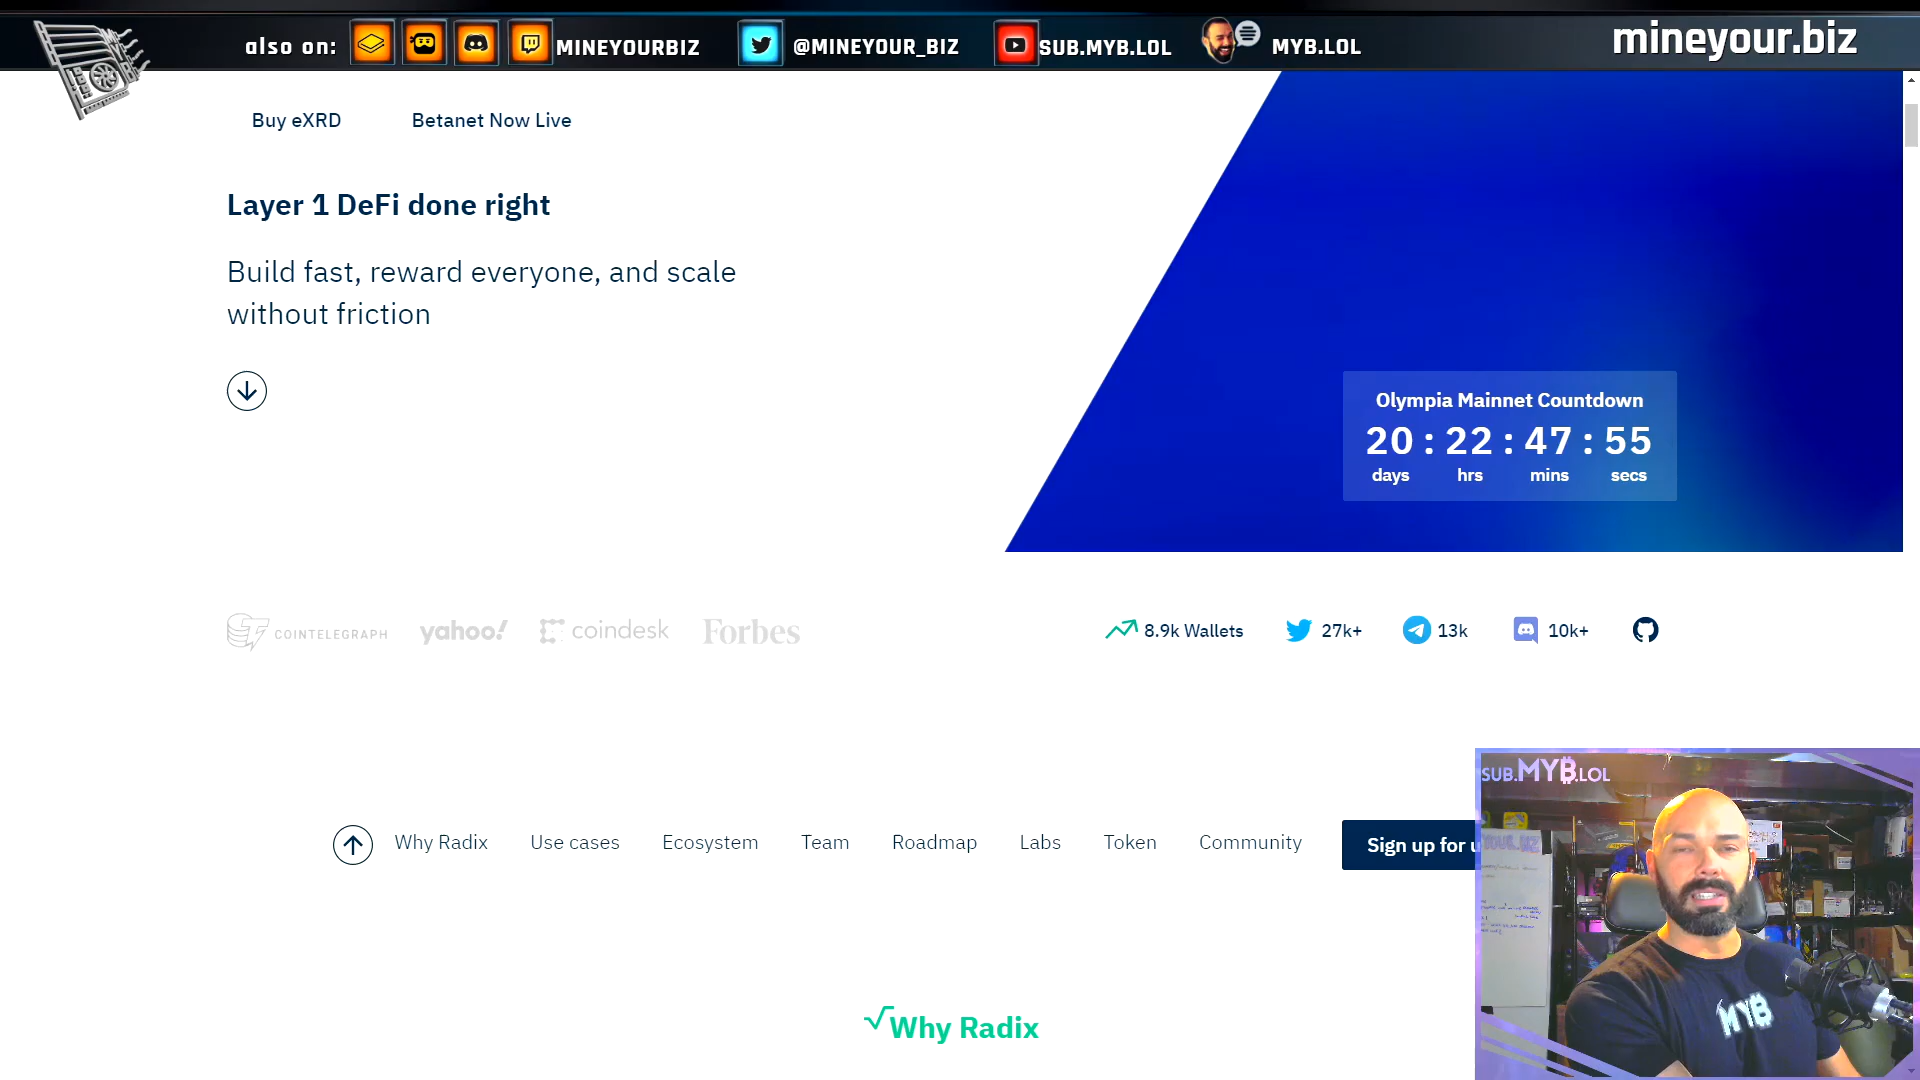 also on:
MINEYOURBIZ
@MINEYOUR_BIZ
SUB.MYB.LOL
MYB.LOL
mineyour.biz
Buy eXRD
Betanet Now Live
Layer 1 DeFi done right
Build fast, reward everyone, and scale
without friction
Olympia Mainnet Countdown
20 : 22 : 47 : 55
days hrs mins secs
COINTELEGRAPH
yahoo!
coindesk
Forbes
8.9k Wallets
27k+
13k
10k+
Why Radix
Use cases
Ecosystem
Team
Roadmap
Labs
Token
Community
Sign up for u
SUB.MYB.LOL
MYB
Why Radix